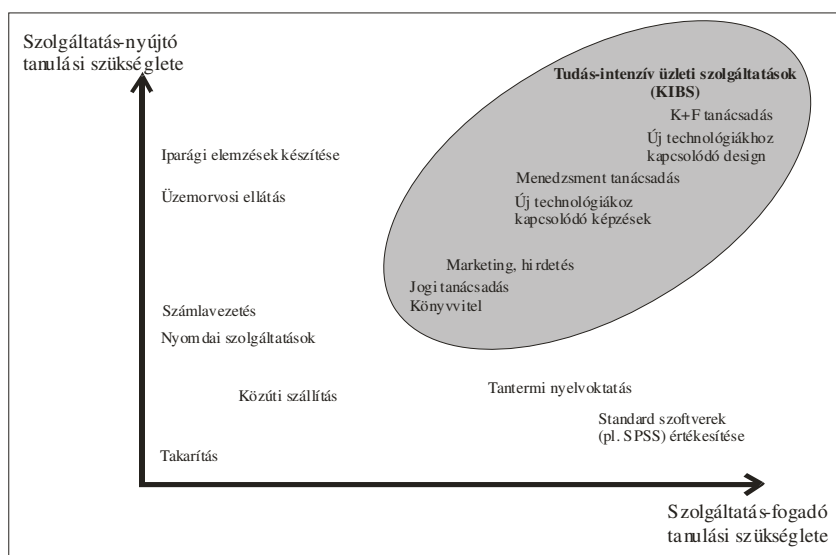 Szolgáltatás-nyújtó
tanulási szükséglete
Tudás-intenzív üzleti szolgáltatások
(KIBS)
K+F tanácsadás
Új technológiákhoz
kapcsolódó design
Iparági elemzések készítése
Menedzsment tanácsadás
Üzemorvosi ellátás
Új technológiákoz
kapcsolódó képzések
Marketing, hirdetés
Jogi tanácsadás
Könyvvitel
Számlavezetés
Nyomdai szolgáltatások
Közúti szállítás
Tantermi nyelvoktatás
Standard szoftverek
(pl. SPSS) értékesítése
Takarítás
Szolgáltatás-fogadó
tanulási szükséglete